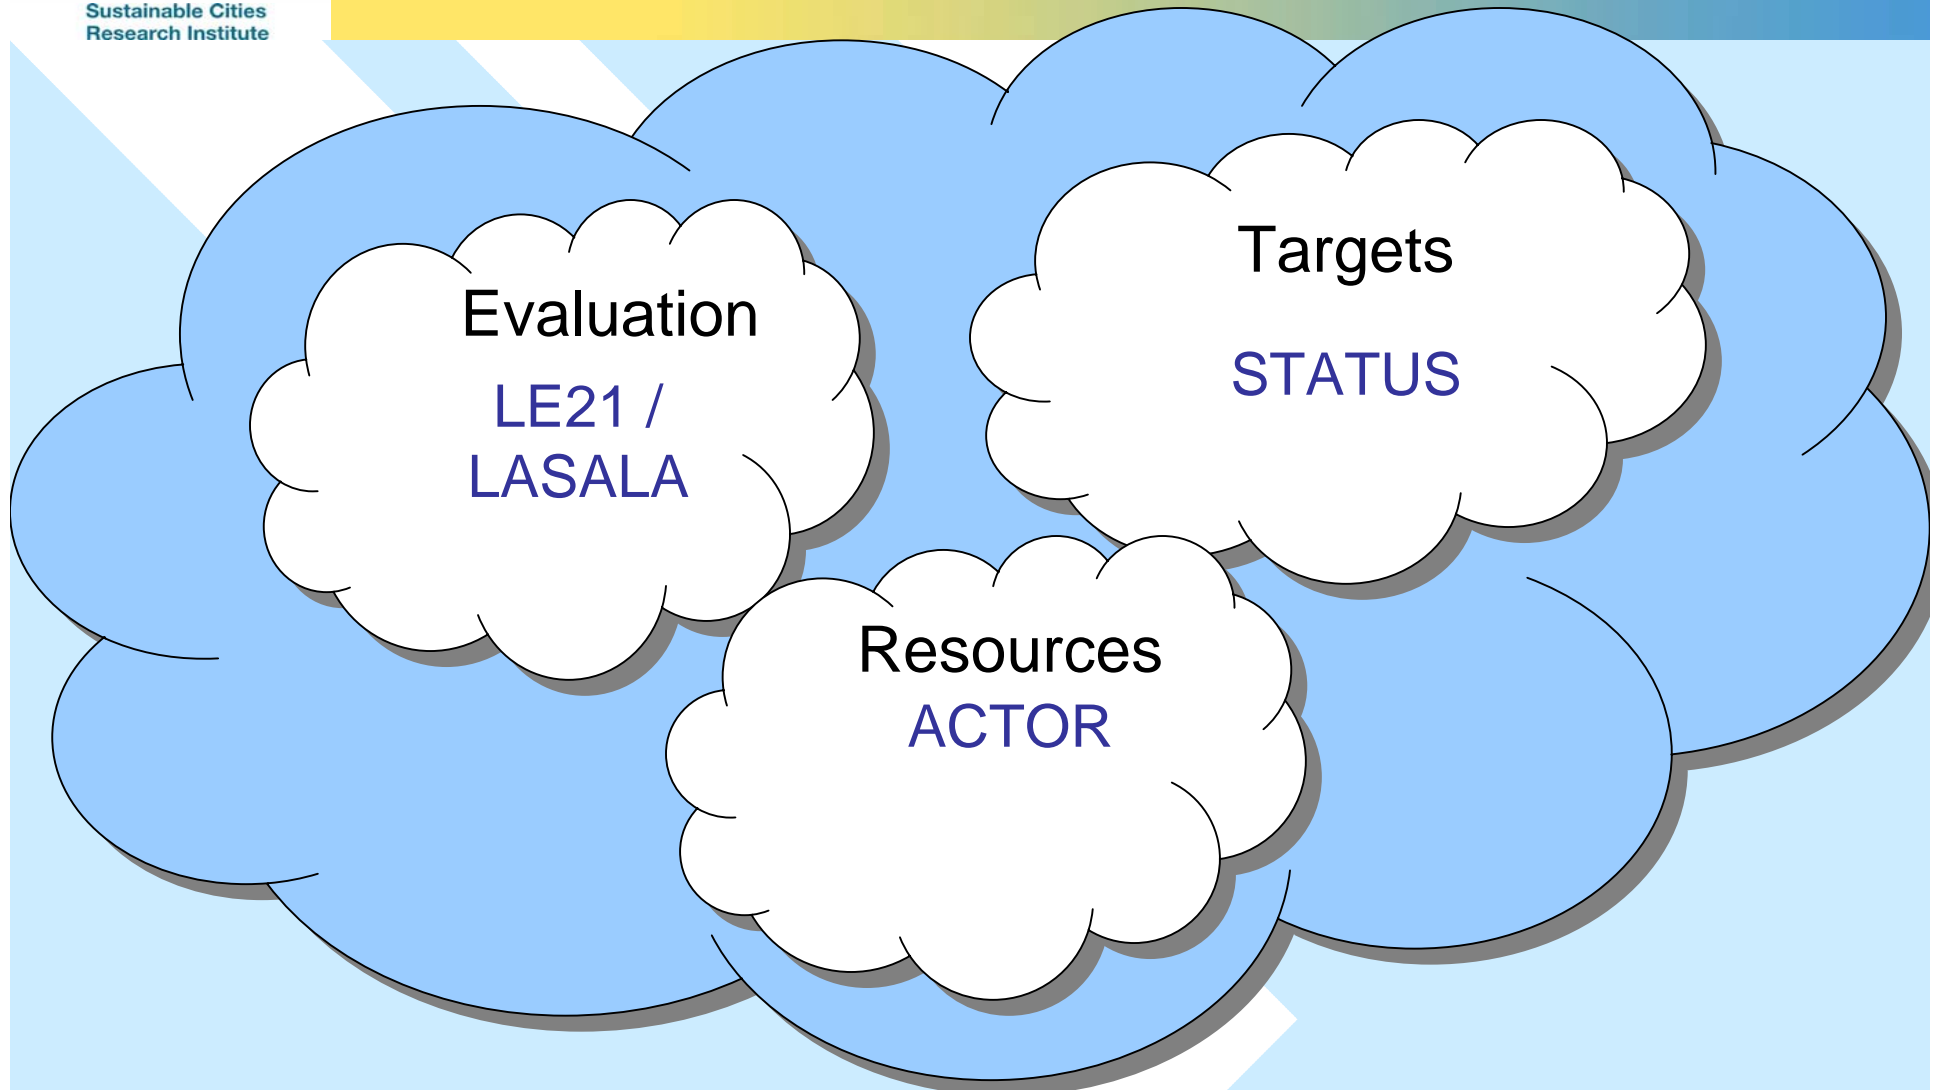 Sustainable Cities
Research Institute
Evaluation
LE21 /
LASALA
Targets
STATUS
Resources
ACTOR